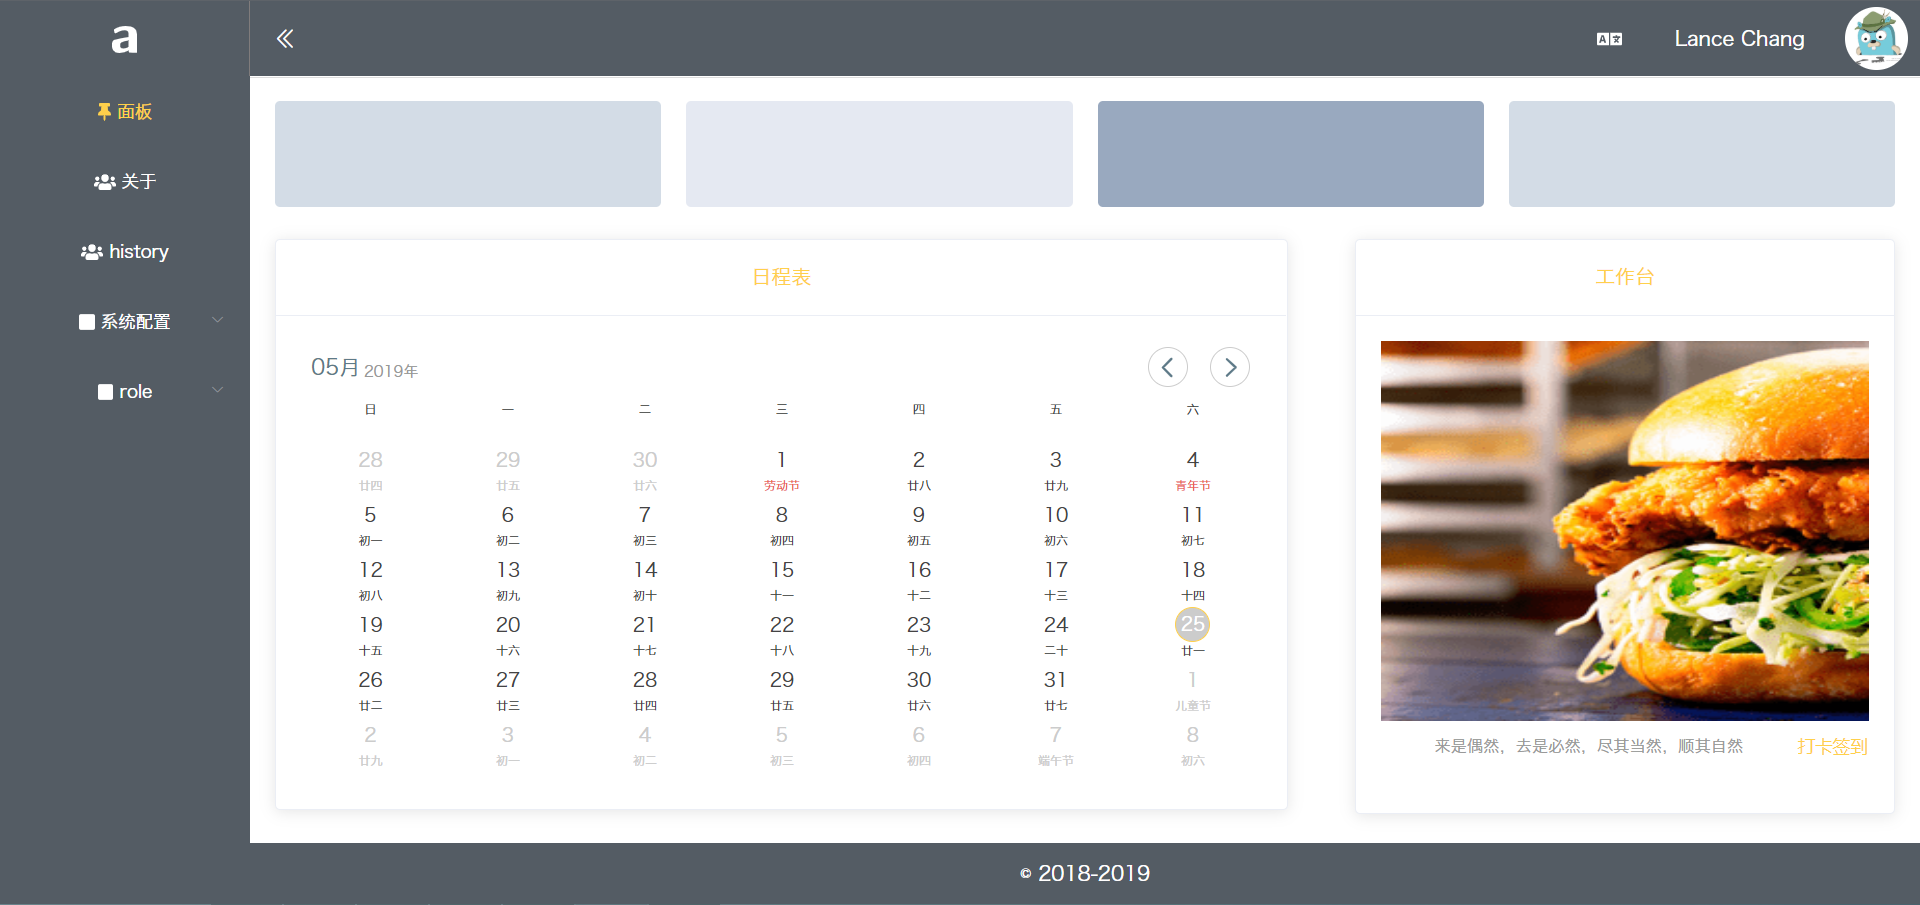 a
Lance Chang
面板
关于
history
系统配置
role
日程表
05月 2019年
日 一 二 三 四 五 六
28 29 30 1 2 3 4
廿四 廿五 廿六 劳动节 廿八 廿九 青年节
5 6 7 8 9 10 11
初一 初二 初三 初四 初五 初六 初七
12 13 14 15 16 17 18
初八 初九 初十 十一 十二 十三 十四
19 20 21 22 23 24 25
十五 十六 十七 十八 十九 二十 廿一
26 27 28 29 30 31 1
廿二 廿三 廿四 廿五 廿六 廿七 儿童节
2 3 4 5 6 7 8
廿九 初一 初二 初三 初四 端午节 初六
工作台
来是偶然，去是必然，尽其当然，顺其自然 打卡签到
© 2018-2019